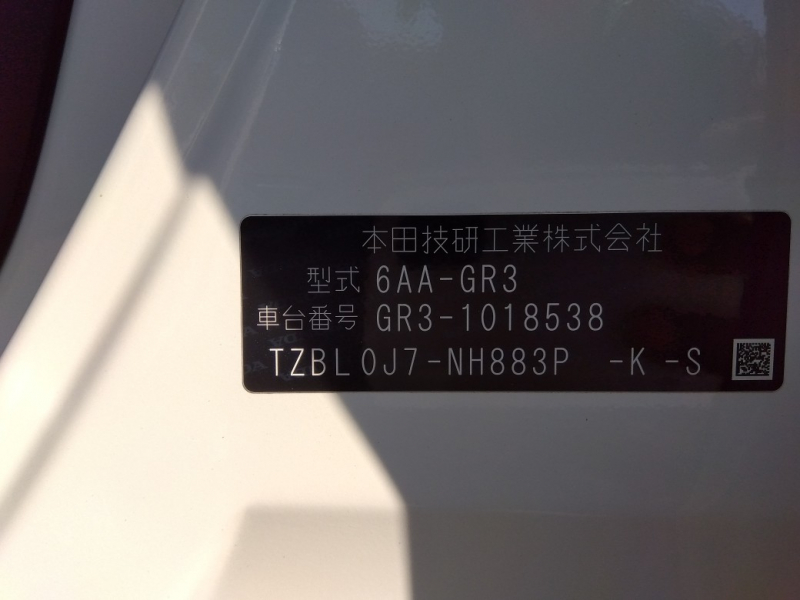 本田技研工業株式会社
型式 6AA-GR3
車台番号 GR3-1018538
TZBL0J7-NH883P -K -S